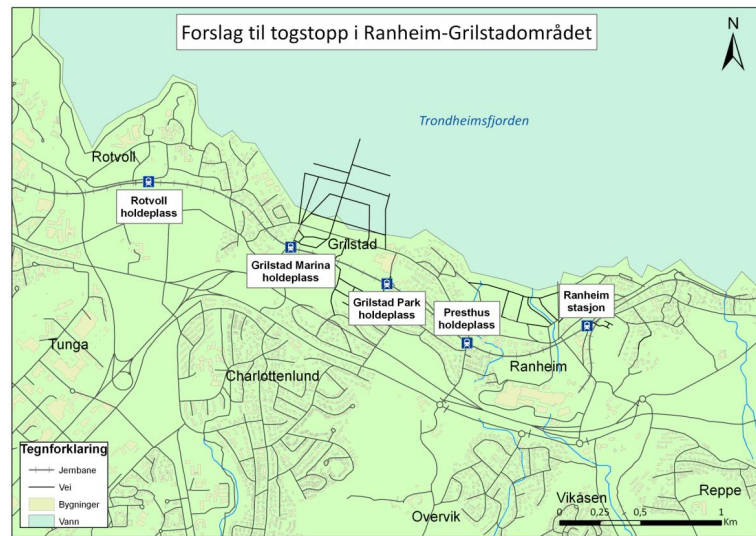 Forslag til togstopp i Ranheim-Grilstadområdet
N
Trondheimsfjorden
Rotvoll
Rotvoll
holdeplass
Grilstad
Grilstad Marina
holdeplass
Grilstad Park
holdeplass
Presthus
holdeplass
Ranheim
stasjon
Tunga
Charlottenlund
Ranheim
Tegnforklaring
Jernbane
Vei
Bygninger
Vann
Overvik
Vikåsen
Reppe
0 0,25 0,5 1
Km